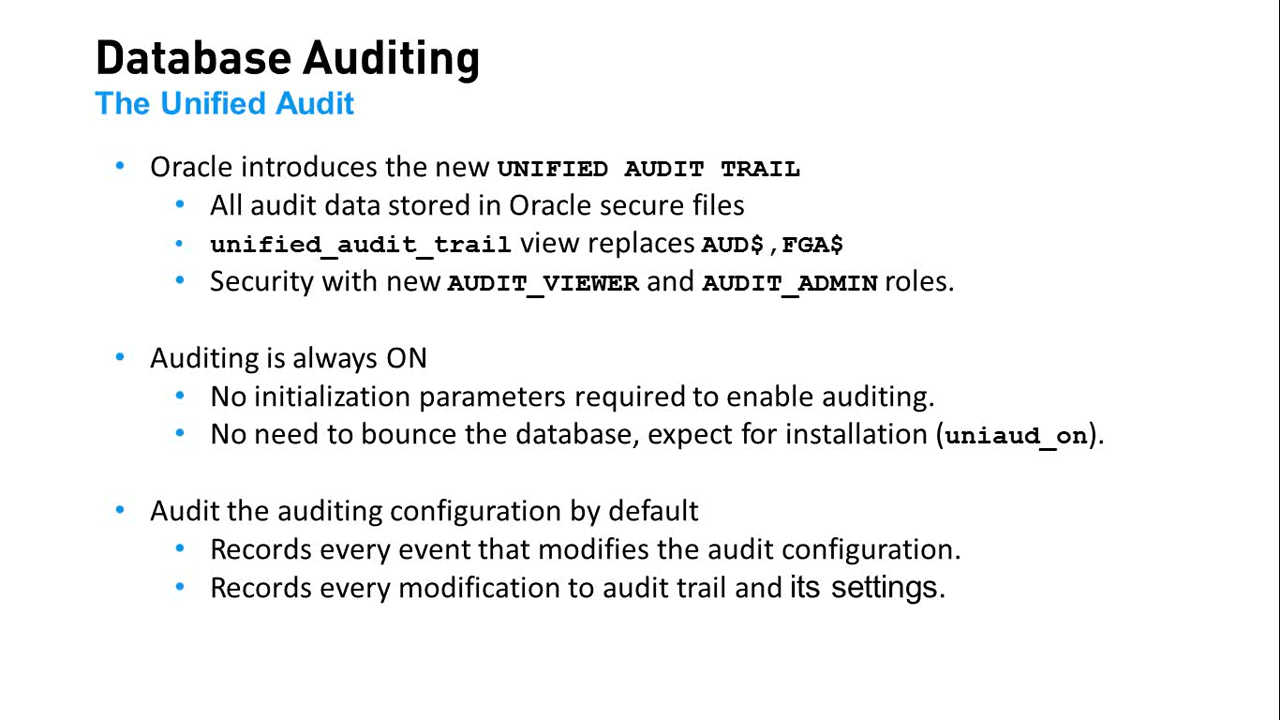 Database Auditing
The Unified Audit
• Oracle introduces the new UNIFIED AUDIT TRAIL
• All audit data stored in Oracle secure files
• unified_audit_trail view replaces AUD$,FGA$
• Security with new AUDIT_VIEWER and AUDIT_ADMIN roles.
• Auditing is always ON
• No initialization parameters required to enable auditing.
• No need to bounce the database, expect for installation (uniaud_on).
• Audit the auditing configuration by default
• Records every event that modifies the audit configuration.
• Records every modification to audit trail and its settings.